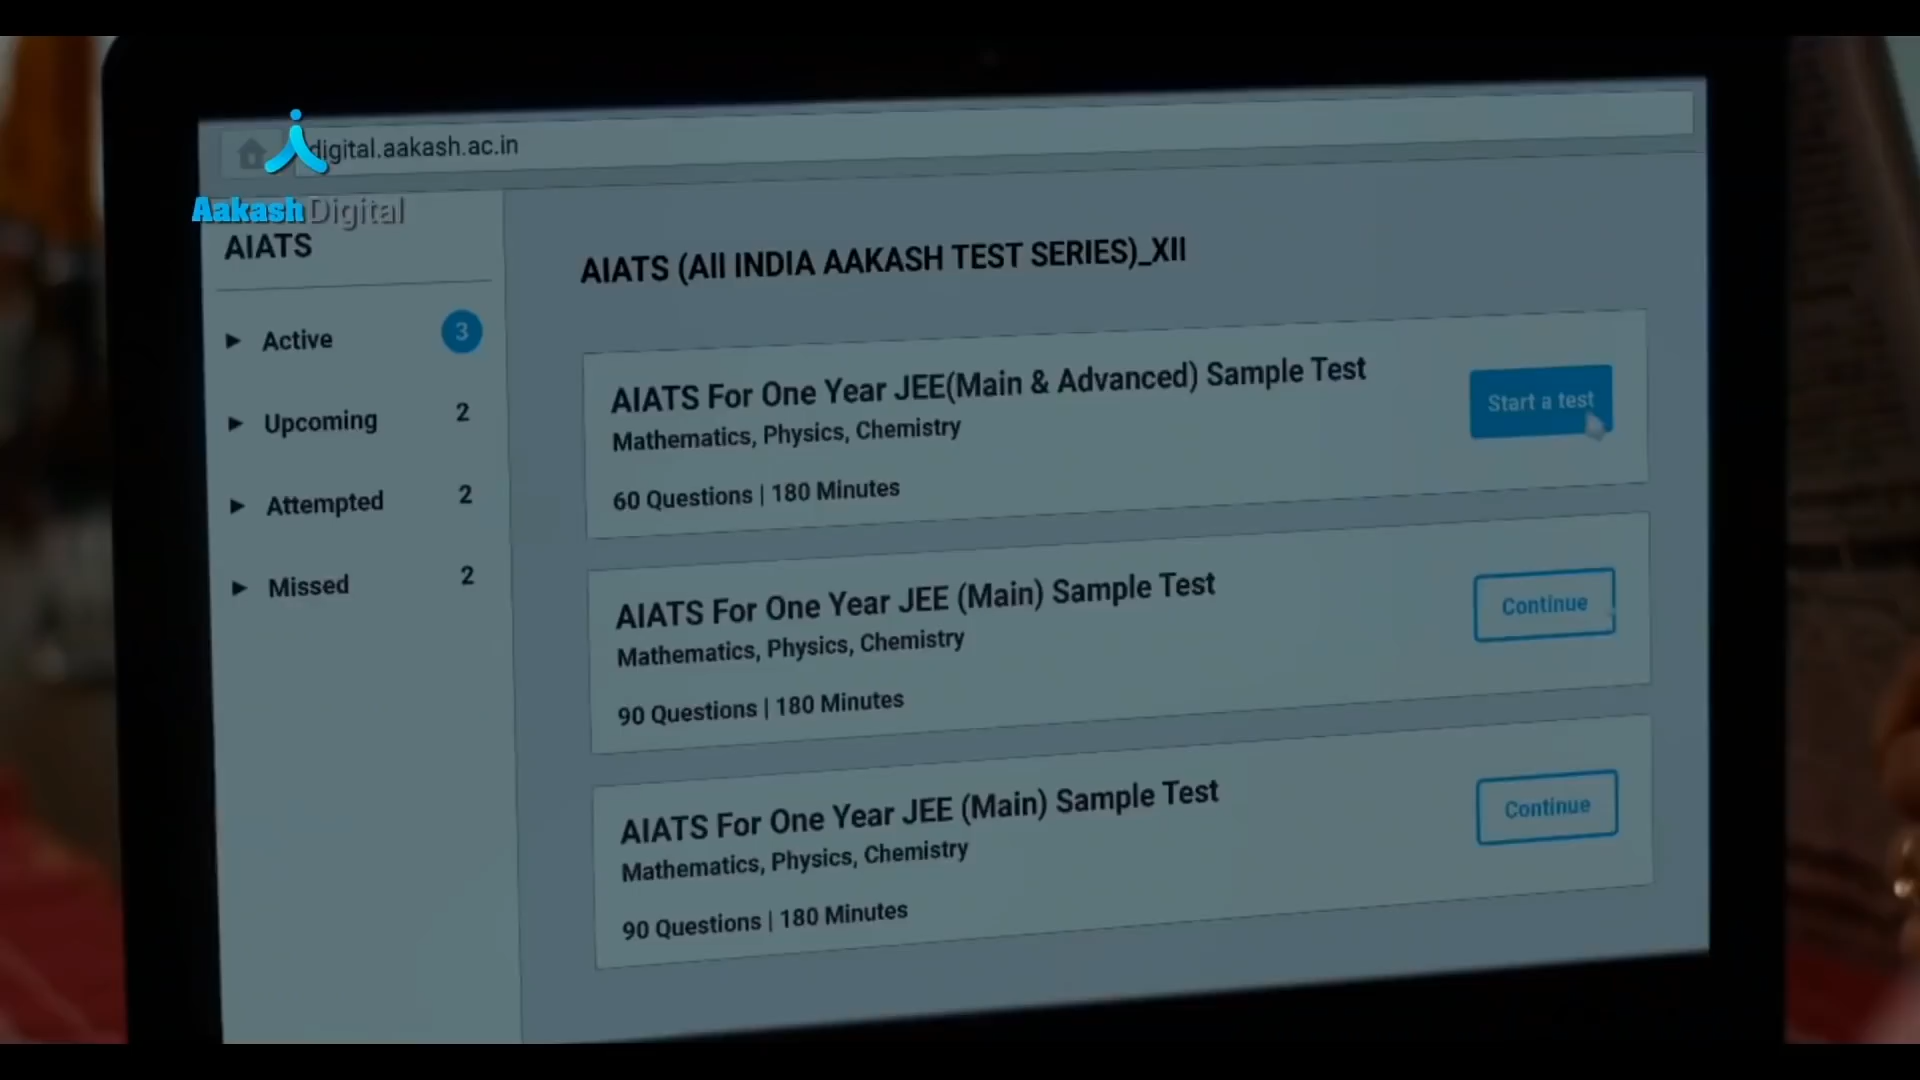 digital.aakash.ac.in
AakashDigital
AIATS
Active 3
Upcoming 2
Attempted 2
Missed 2
AIATS (All INDIA AAKASH TEST SERIES)_XII
AIATS For One Year JEE(Main & Advanced) Sample Test
Mathematics, Physics, Chemistry
60 Questions | 180 Minutes
Start a test
AIATS For One Year JEE (Main) Sample Test
Mathematics, Physics, Chemistry
90 Questions | 180 Minutes
Continue
AIATS For One Year JEE (Main) Sample Test
Mathematics, Physics, Chemistry
90 Questions | 180 Minutes
Continue